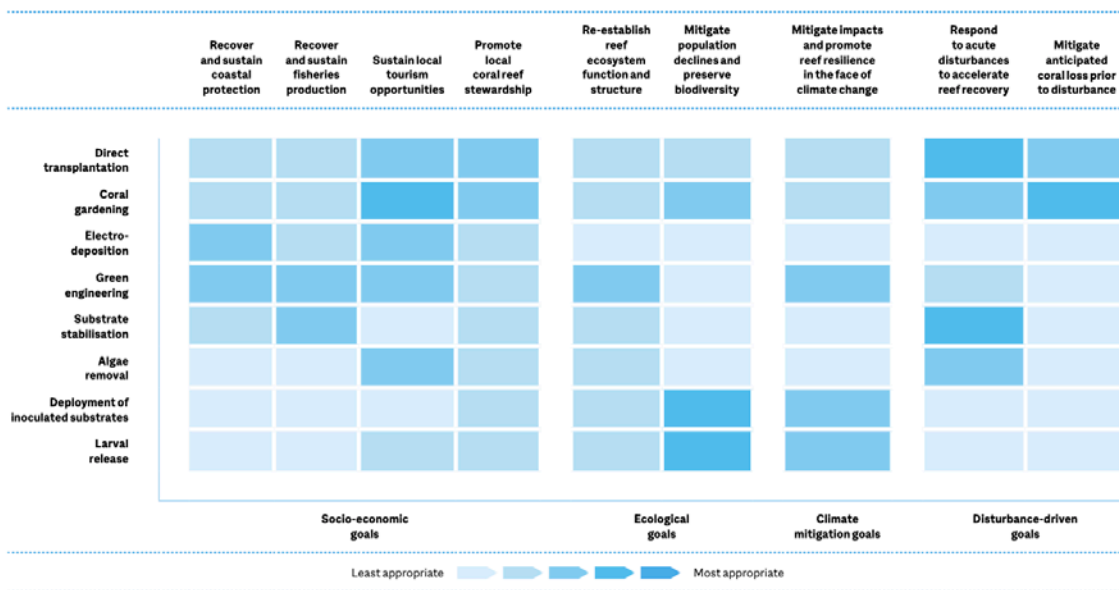 Recover
and sustain
coastal
protection
Recover
and sustain
fisheries
production
Sustain local
tourism
opportunities
Promote
local
coral reef
stewardship
Re-establish
reef
ecosystem
function and
structure
Mitigate
population
declines and
preserve
biodiversity
Mitigate impacts
and promote
reef resilience
in the face of
climate change
Respond
to acute
disturbances
to accelerate
reef recovery
Mitigate
anticipated
coral loss prior
to disturbance
Direct
transplantation
Coral
gardening
Electro-
deposition
Green
engineering
Substrate
stabilisation
Algae
removal
Deployment of
inoculated substrates
Larval
release
Socio-economic
goals
Ecological
goals
Climate
mitigation goals
Disturbance-driven
goals
Least appropriate
Most appropriate